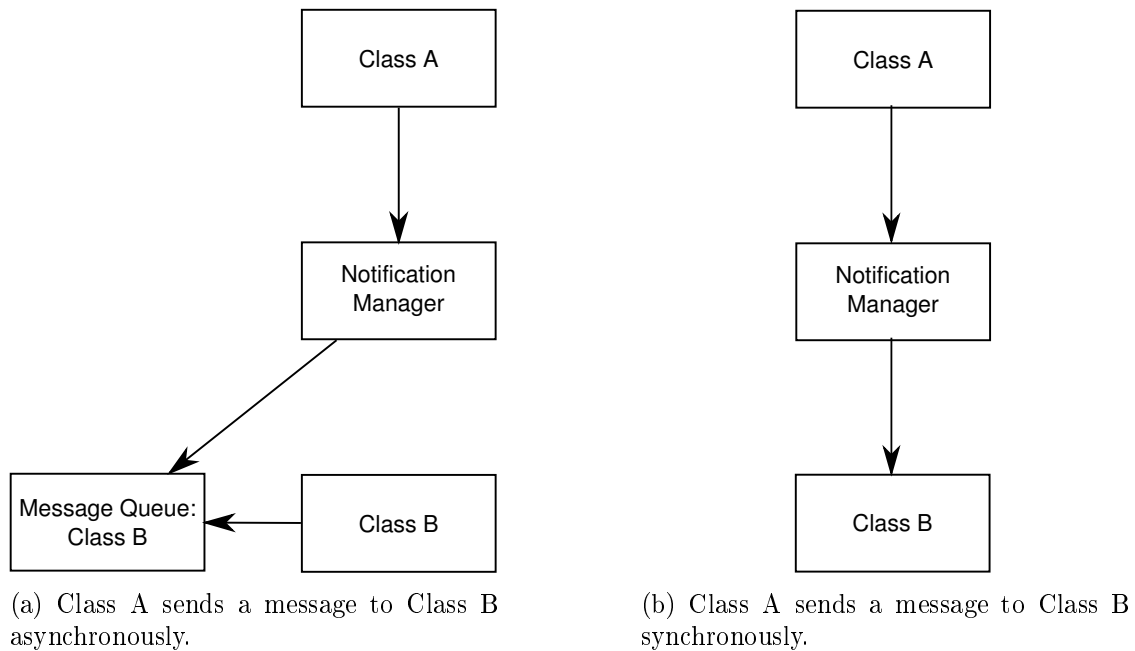 Class A
Notification
Manager
Message Queue:
Class B
Class B
(a) Class A sends a message to Class B
asynchronously.
Class A
Notification
Manager
Class B
(b) Class A sends a message to Class B
synchronously.